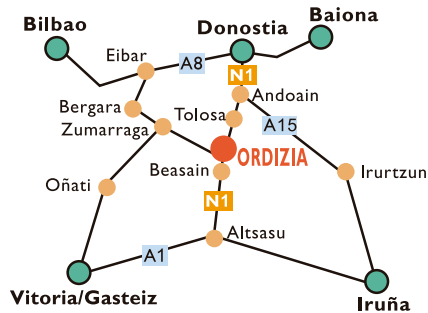 Baiona
Donostia
Bilbao
Eibar
A8
N1
Andoain
Bergara
Tolosa
Zumarraga
A15
ORDIZIA
Beasain
Irurtzun
Oñati
N1
Altsasu
A1
Vitoria/Gasteiz
Iruña